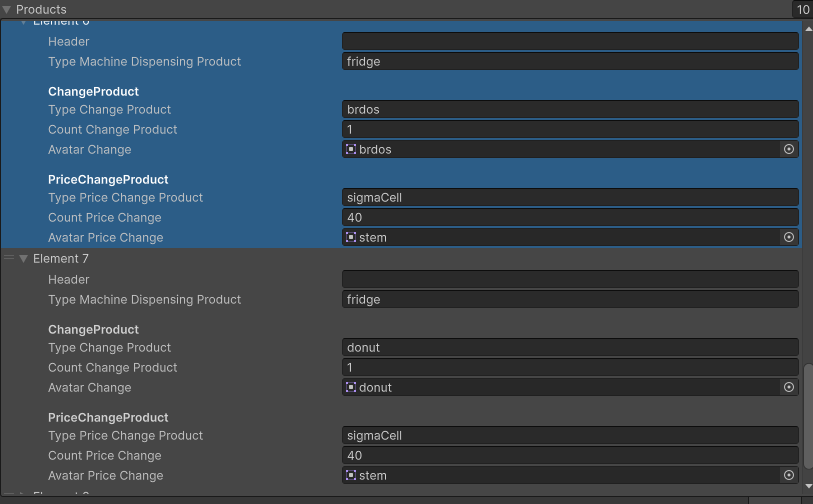 Products 10
Element 6
Header
Type Machine Dispensing Product fridge
ChangeProduct
Type Change Product brdos
Count Change Product 1
Avatar Change brdos
PriceChangeProduct
Type Price Change Product sigmaCell
Count Price Change 40
Avatar Price Change stem
Element 7
Header
Type Machine Dispensing Product fridge
ChangeProduct
Type Change Product donut
Count Change Product 1
Avatar Change donut
PriceChangeProduct
Type Price Change Product sigmaCell
Count Price Change 40
Avatar Price Change stem